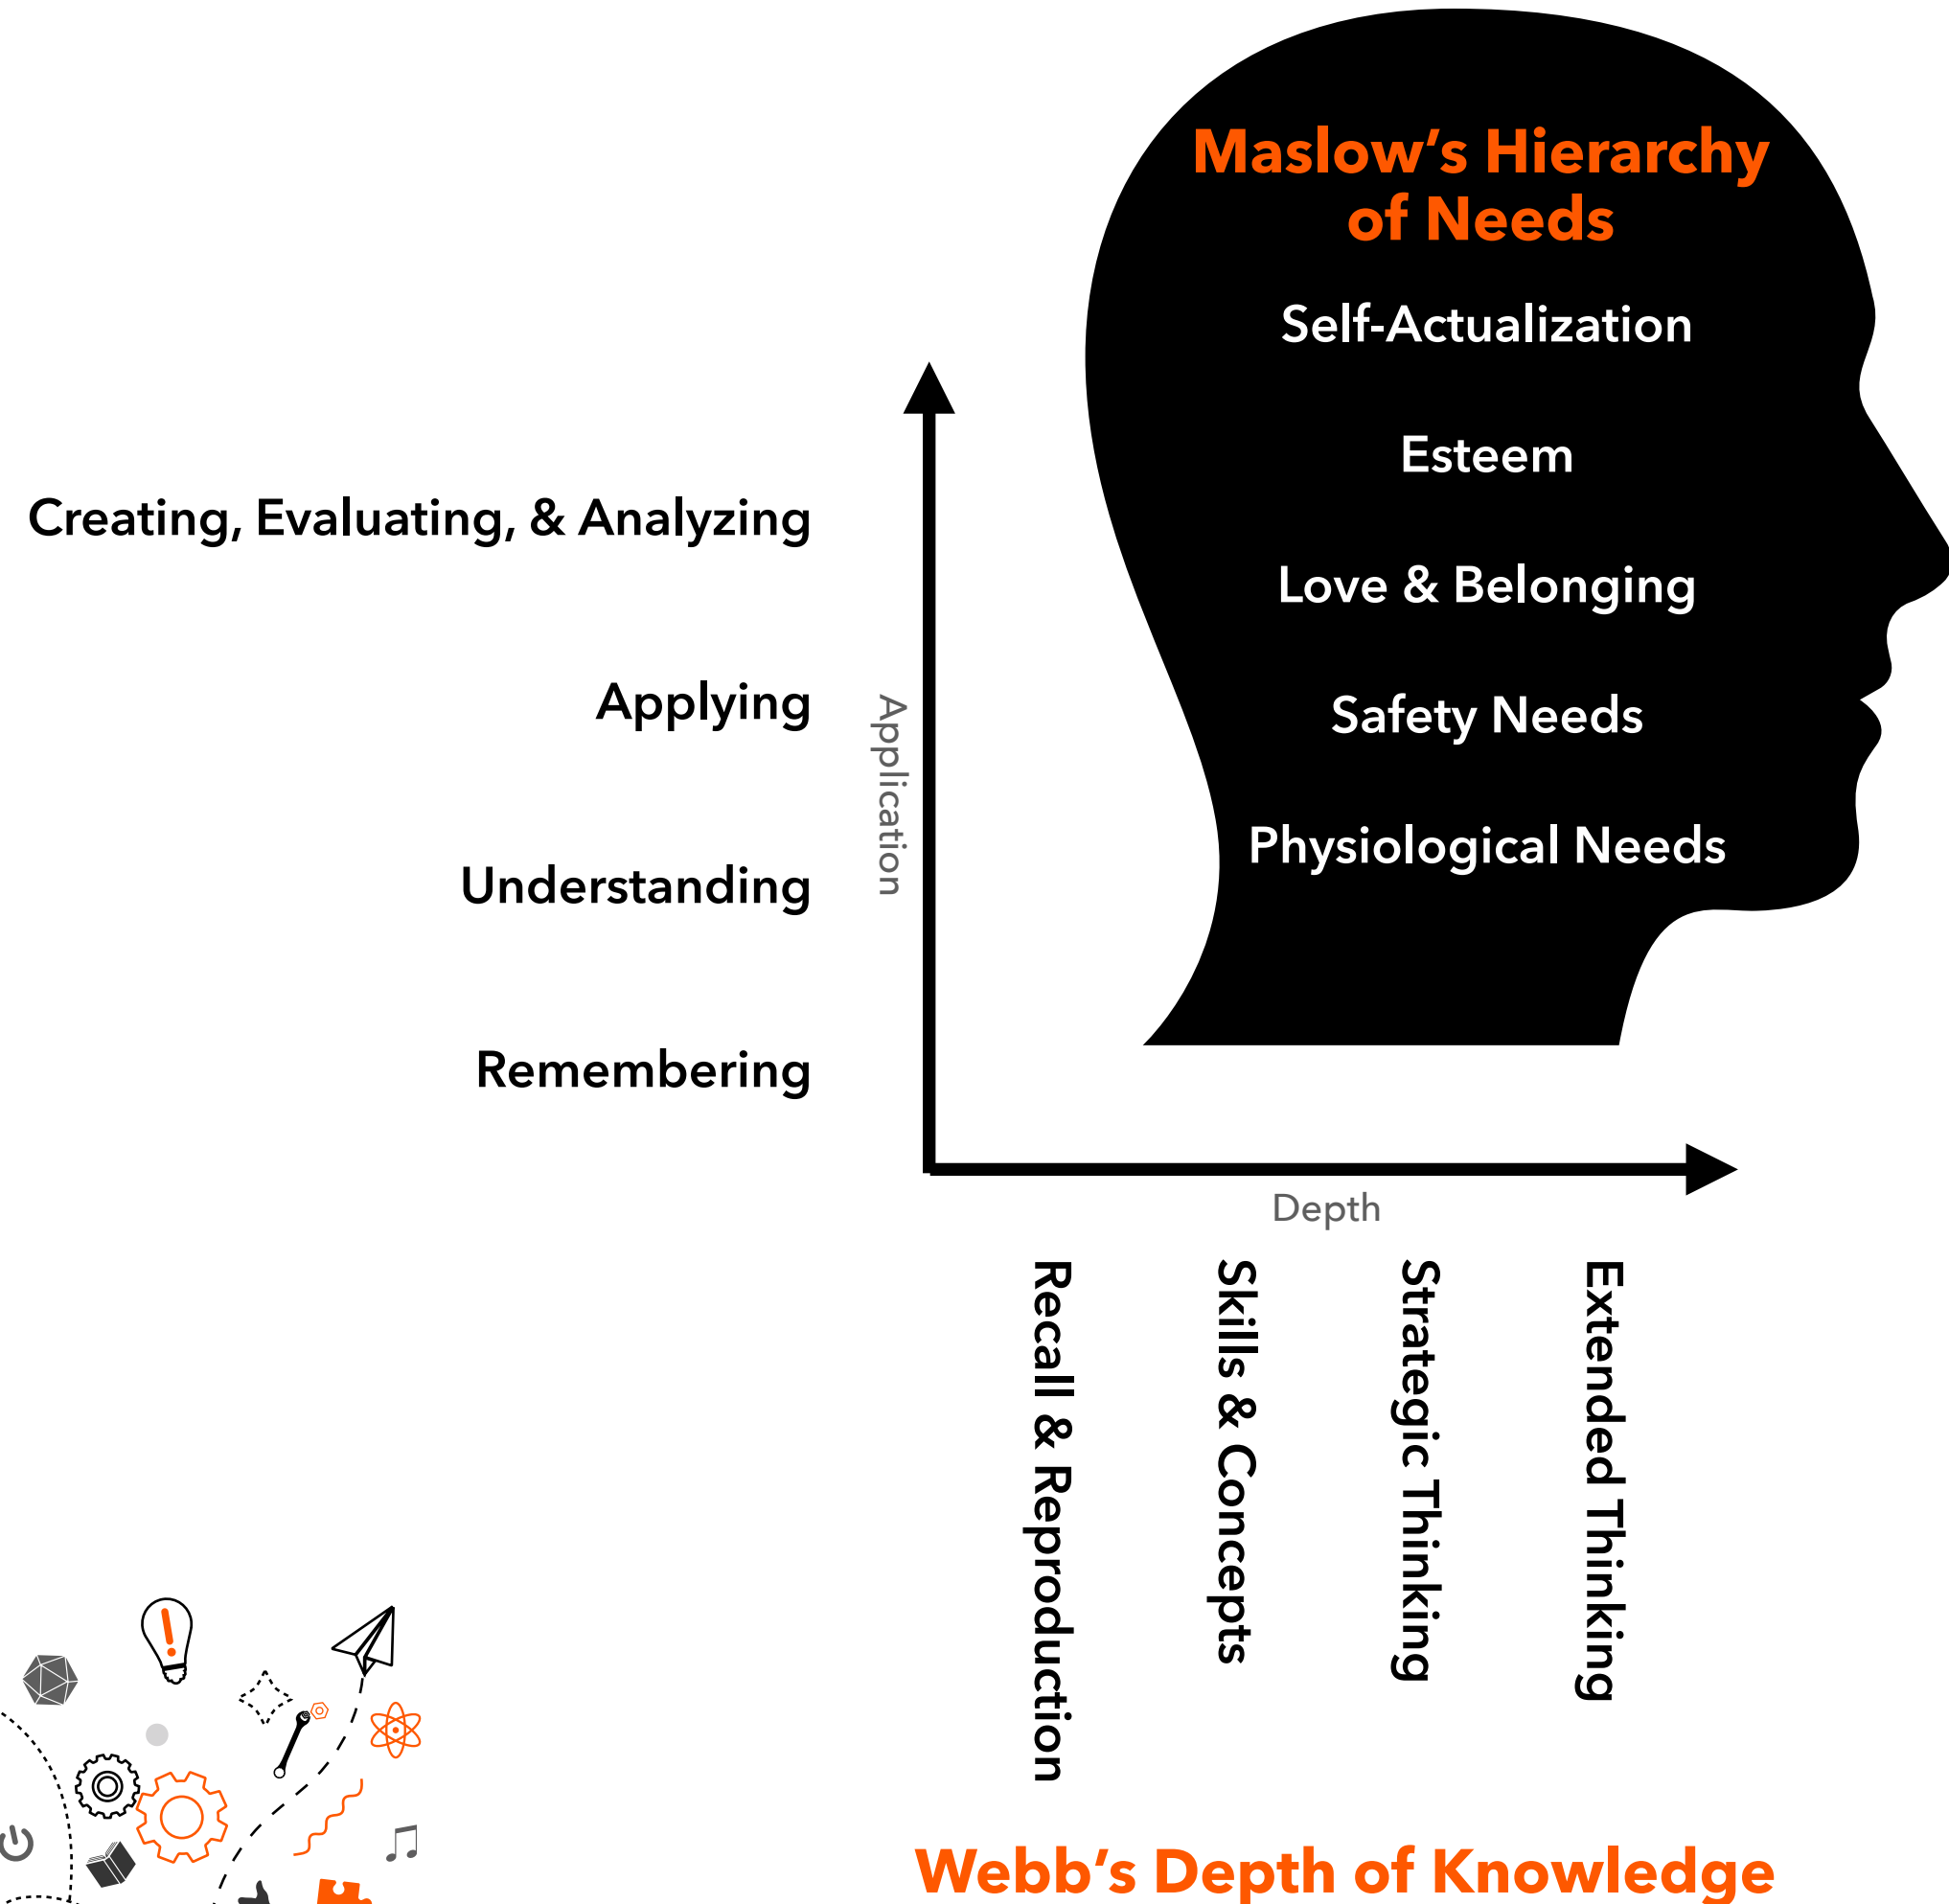 Maslow's Hierarchy
of Needs
Self-Actualization
Esteem
Love & Belonging
Safety Needs
Physiological Needs
Creating, Evaluating, & Analyzing
Applying
Understanding
Remembering
Application
Depth
Recall & Reproduction
Skills & Concepts
Strategic Thinking
Extended Thinking
Webb's Depth of Knowledge